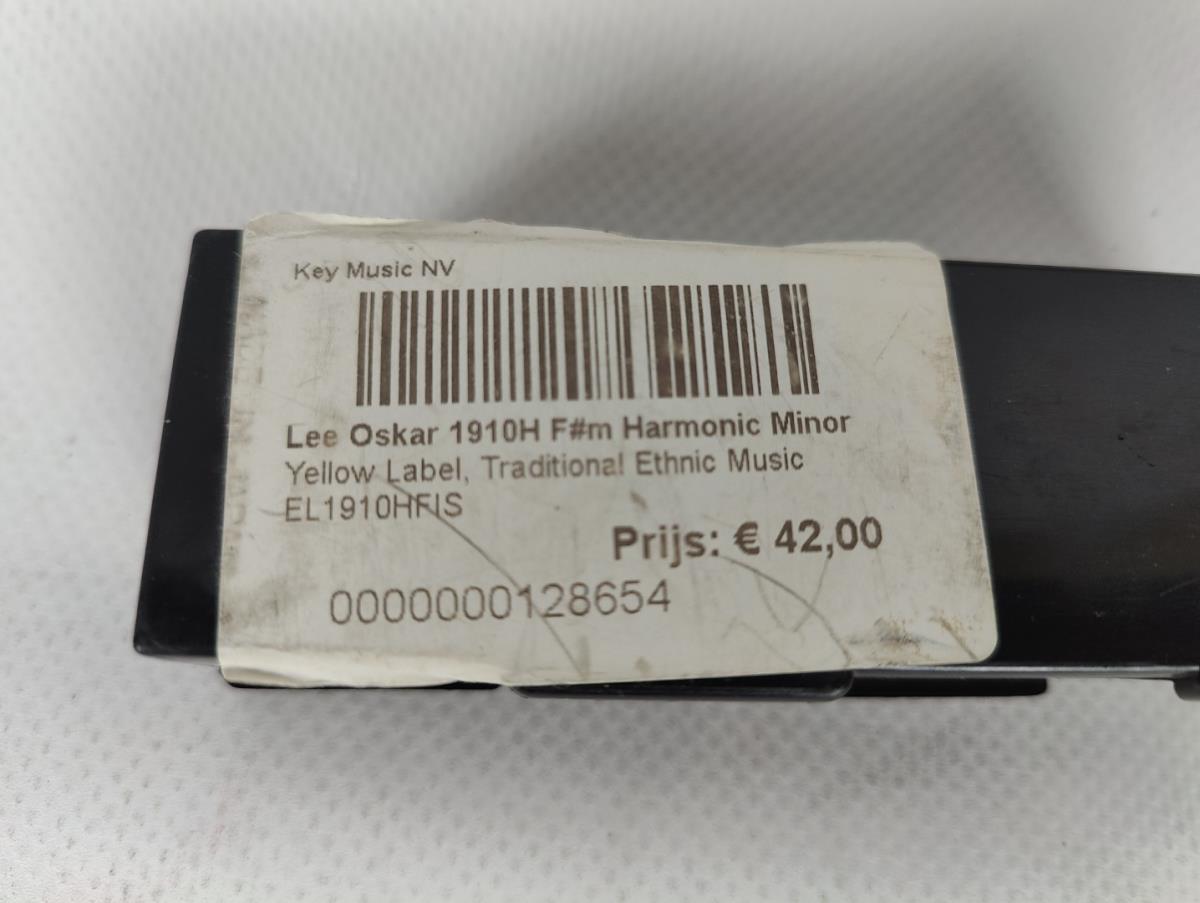 Key Music NV
Lee Oskar 1910H F#m Harmonic Minor
Yellow Label, Traditional Ethnic Music
EL1910HFIS
Prijs: € 42,00
0000000128654